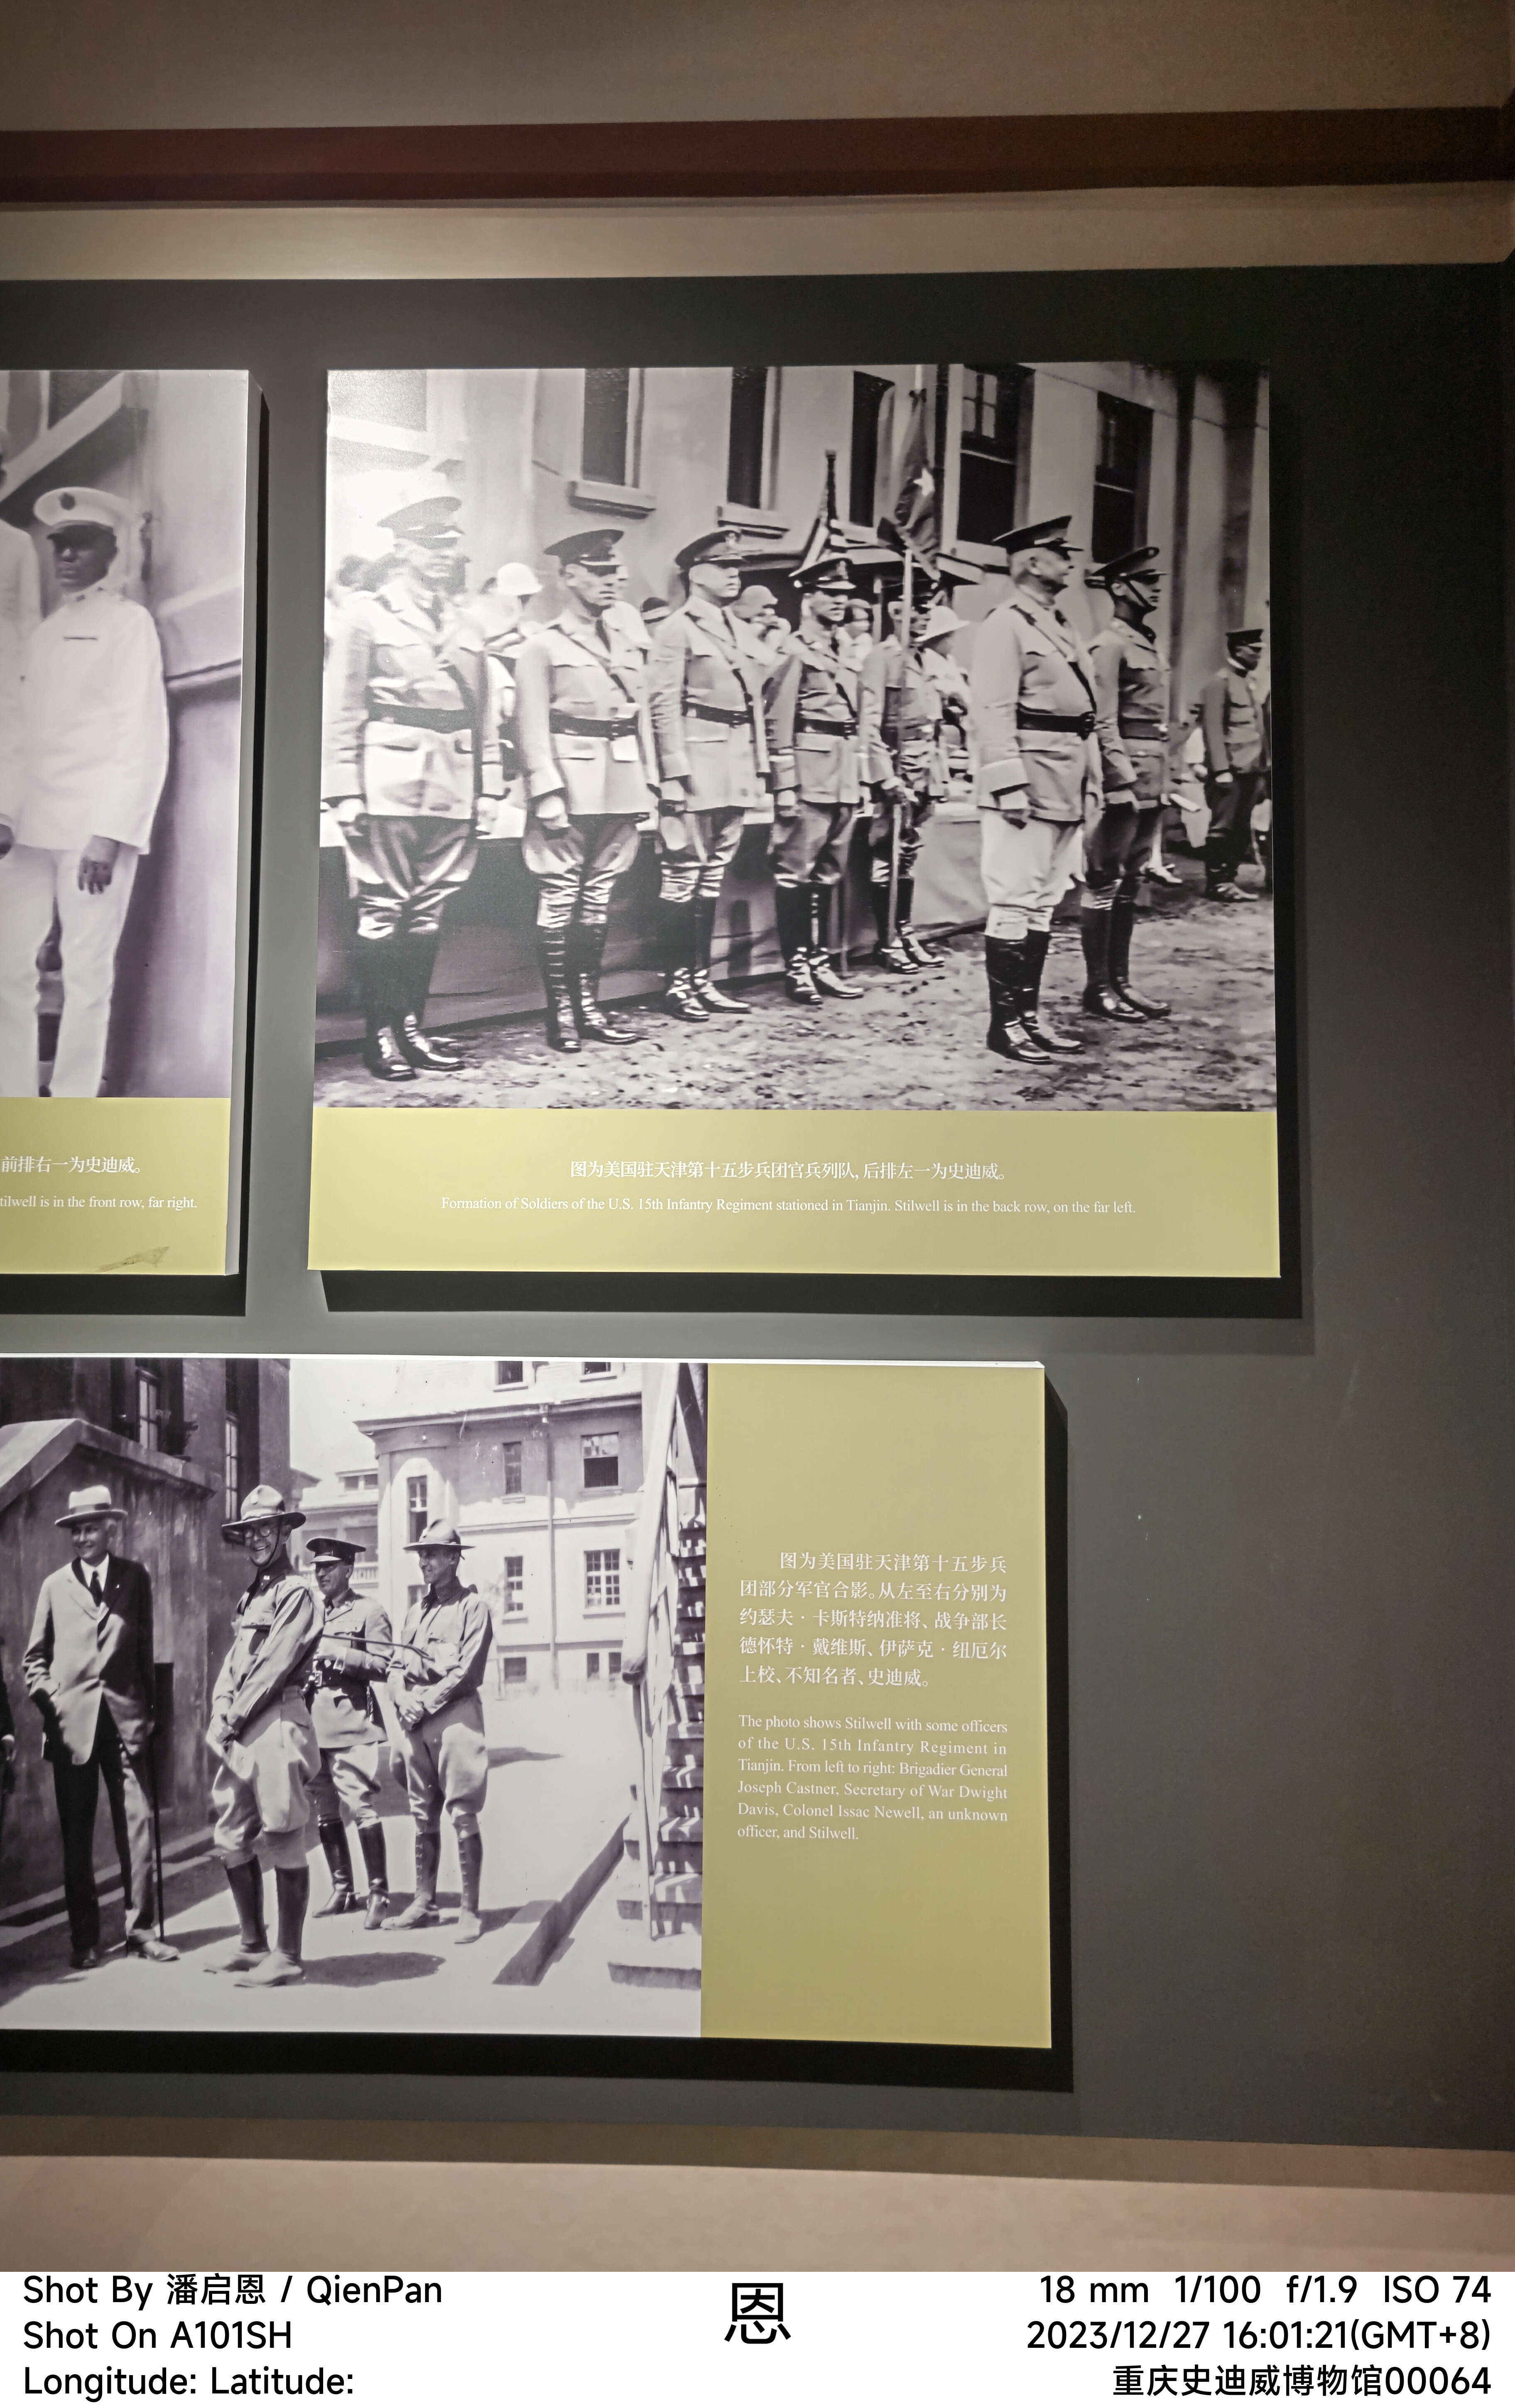 前排右一为史迪威。
tilwell is in the front row, far right.
图为美国驻天津第十五步兵团官兵列队，后排左一为史迪威。
Formation of Soldiers of the U.S. 15th Infantry Regiment stationed in Tianjin. Stilwell is in the back row, on the far left.
图为美国驻天津第十五步兵
团部分军官合影。从左至右分别为
约瑟夫·卡斯特纳准将、战争部长
德怀特·戴维斯、伊萨克·纽厄尔
上校、不知名者、史迪威。
The photo shows Stilwell with some officers
of the U.S. 15th Infantry Regiment in
Tianjin. From left to right: Brigadier General
Joseph Castner, Secretary of War Dwight
Davis, Colonel Issac Newell, an unknown
officer, and Stilwell.
Shot By 潘启恩 / QienPan
Shot On A101SH
Longitude: Latitude:
恩
18 mm 1/100 f/1.9 ISO 74
2023/12/27 16:01:21(GMT+8)
重庆史迪威博物馆00064